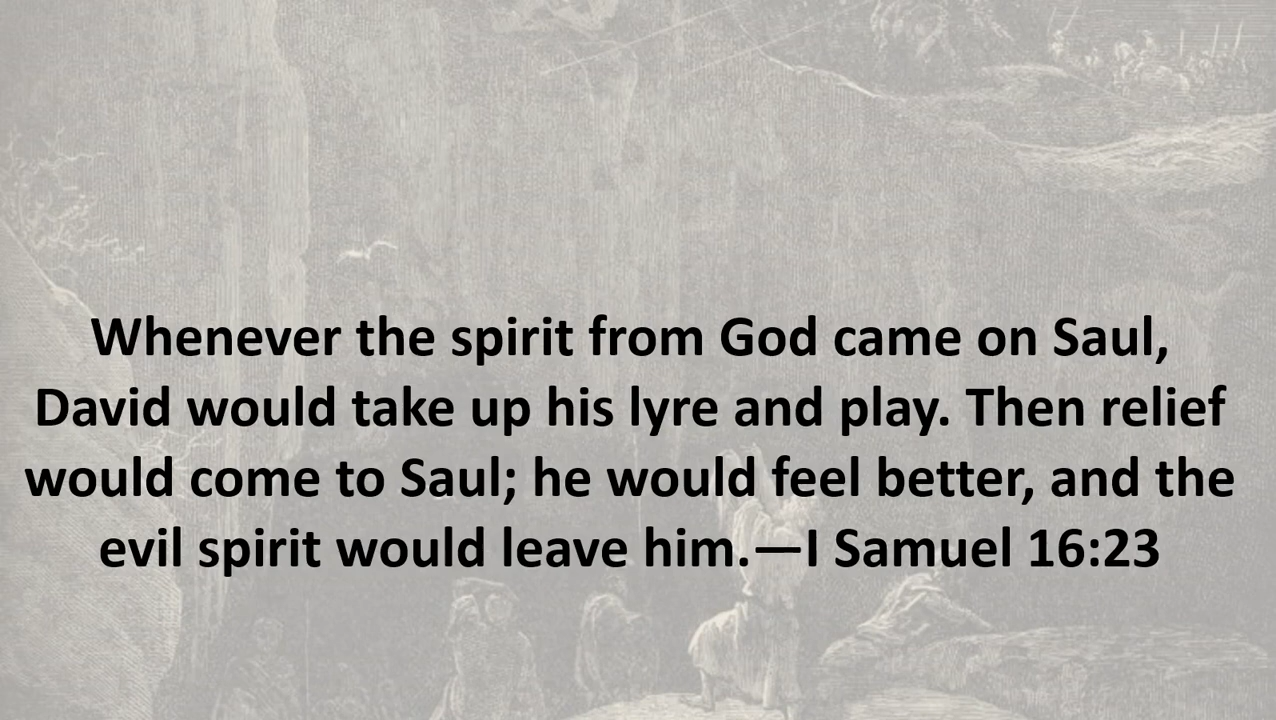 Whenever the spirit from God came on Saul,
David would take up his lyre and play. Then relief
would come to Saul; he would feel better, and the
evil spirit would leave him.—I Samuel 16:23